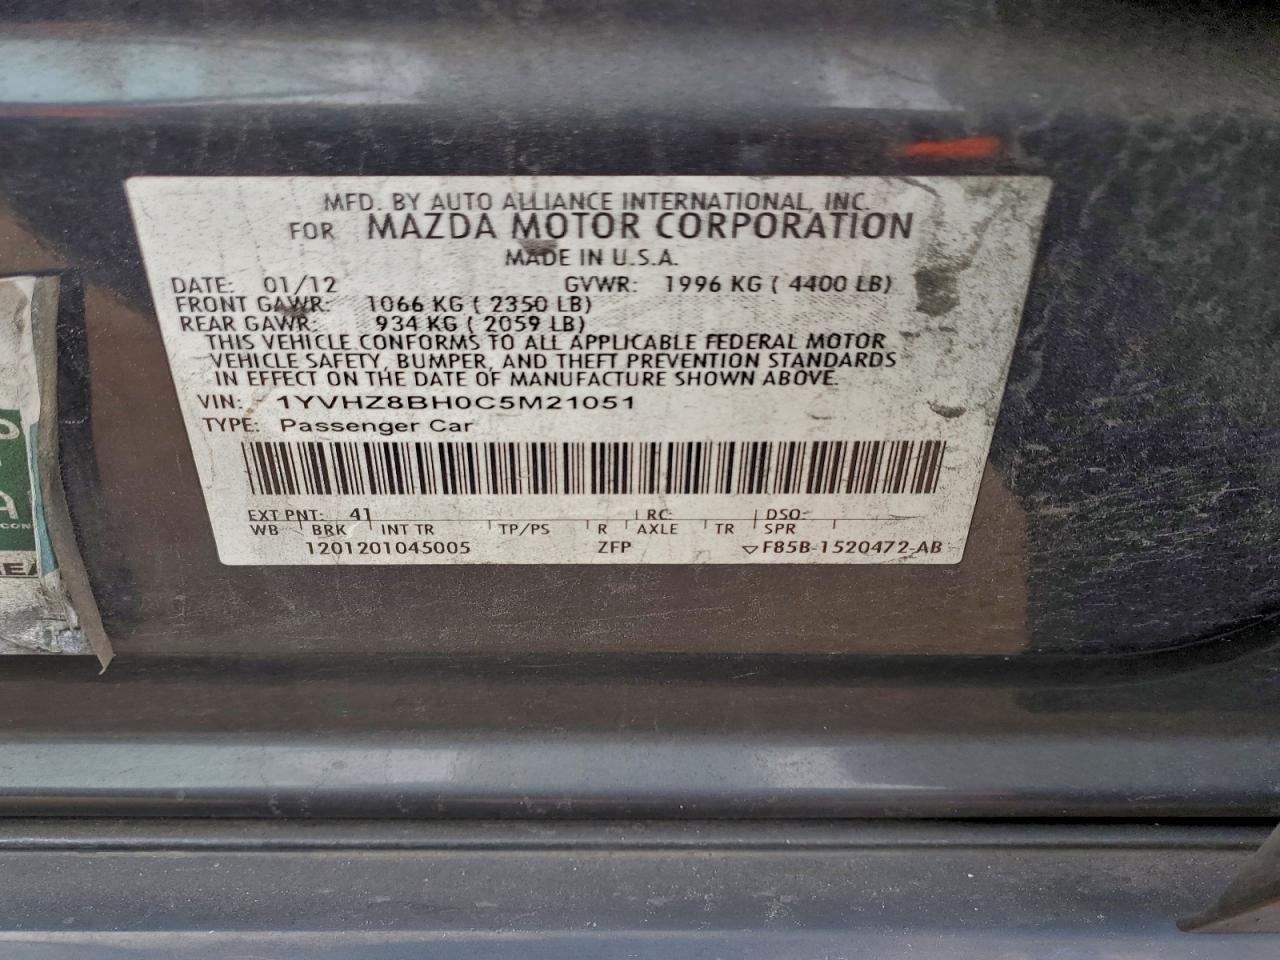 MFD. BY AUTO ALLIANCE INTERNATIONAL, INC.
FOR MAZDA MOTOR CORPORATION
MADE IN U.S.A.
DATE: 01/12 GVWR: 1996 KG ( 4400 LB)
FRONT GAWR: 1066 KG ( 2350 LB)
REAR GAWR: 934 KG ( 2059 LB)
THIS VEHICLE CONFORMS TO ALL APPLICABLE FEDERAL MOTOR
VEHICLE SAFETY, BUMPER, AND THEFT PREVENTION STANDARDS
IN EFFECT ON THE DATE OF MANUFACTURE SHOWN ABOVE.
VIN: 1YVHZ8BH0C5M21051
TYPE: Passenger Car
EXT PNT: 41 RC: DSO:
WB BRK INT TR TP/PS R AXLE TR SPR
1201201045005 ZFP F85B-1520472-AB